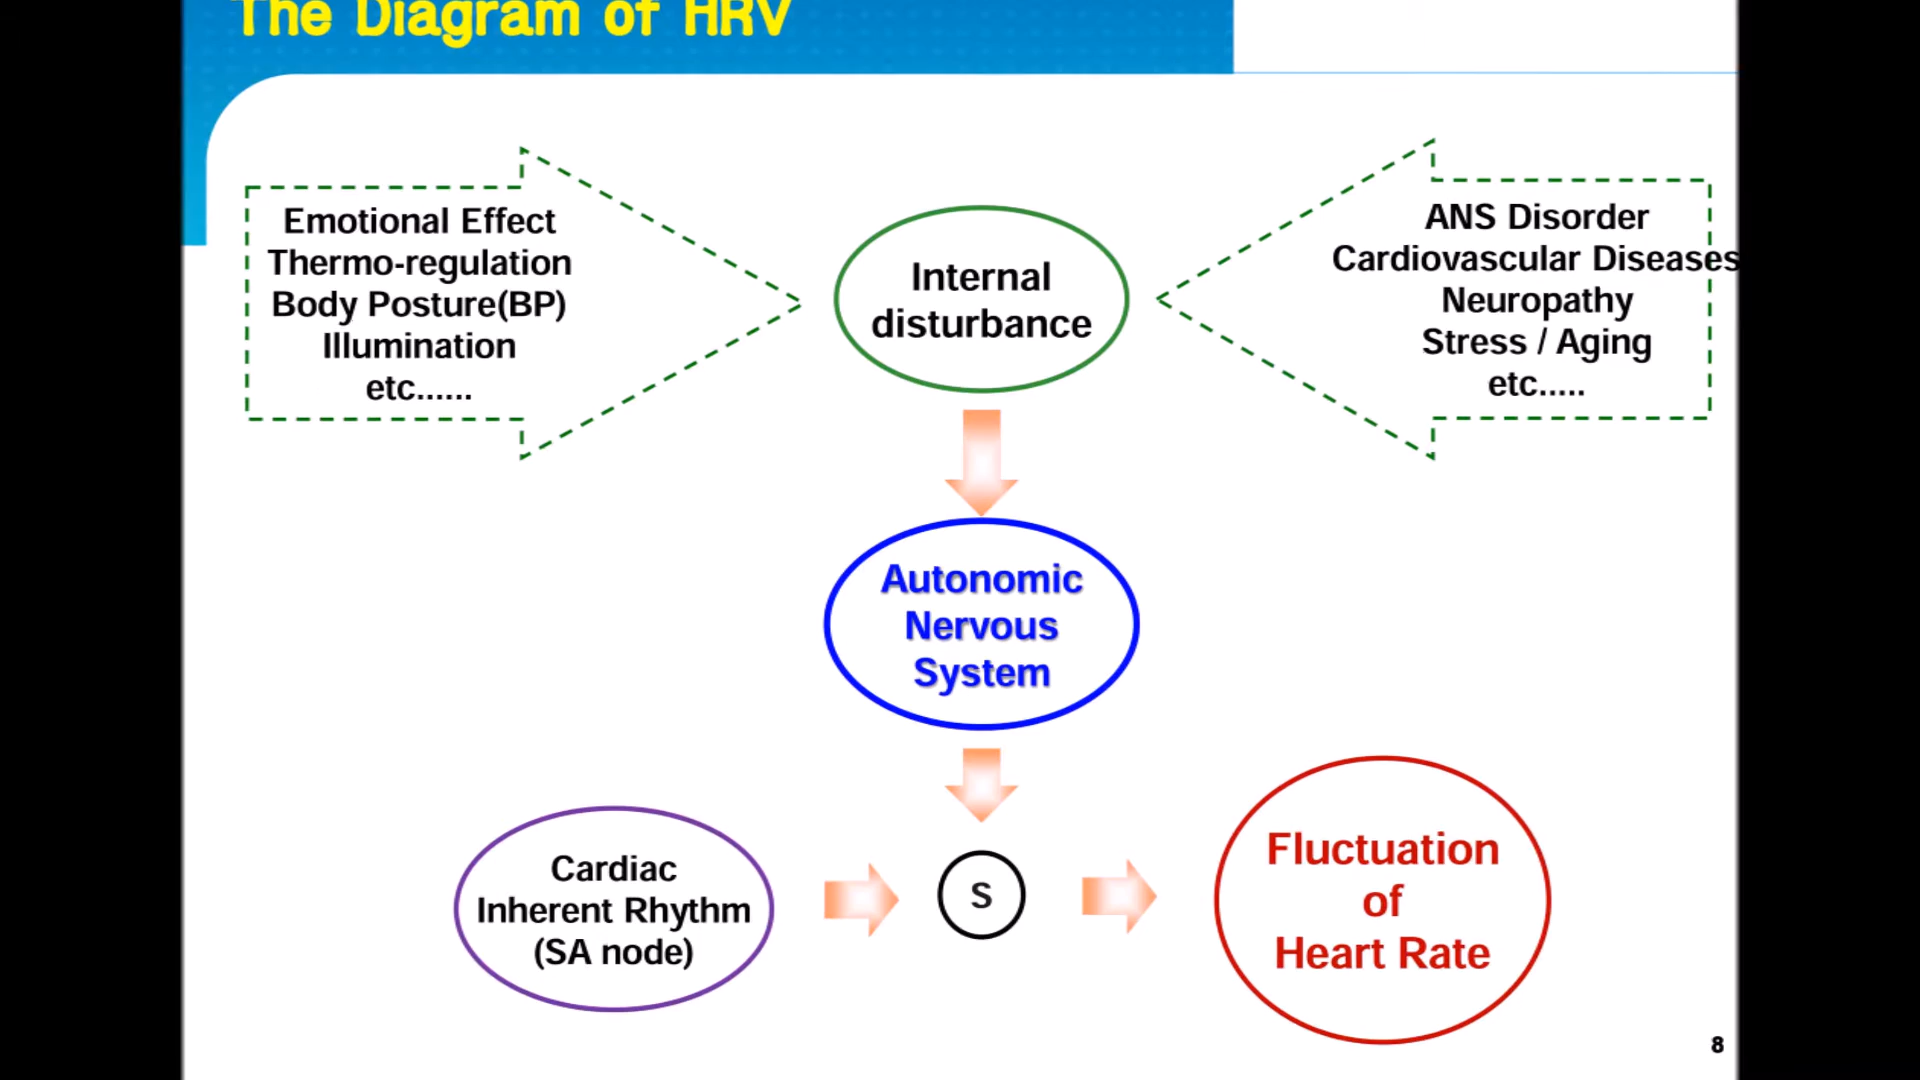 The Diagram of HRV
Emotional Effect
Thermo-regulation
Body Posture(BP)
Illumination
etc......
Internal
disturbance
ANS Disorder
Cardiovascular Diseases
Neuropathy
Stress / Aging
etc.....
Autonomic
Nervous
System
Cardiac
Inherent Rhythm
(SA node)
S
Fluctuation
of
Heart Rate
8